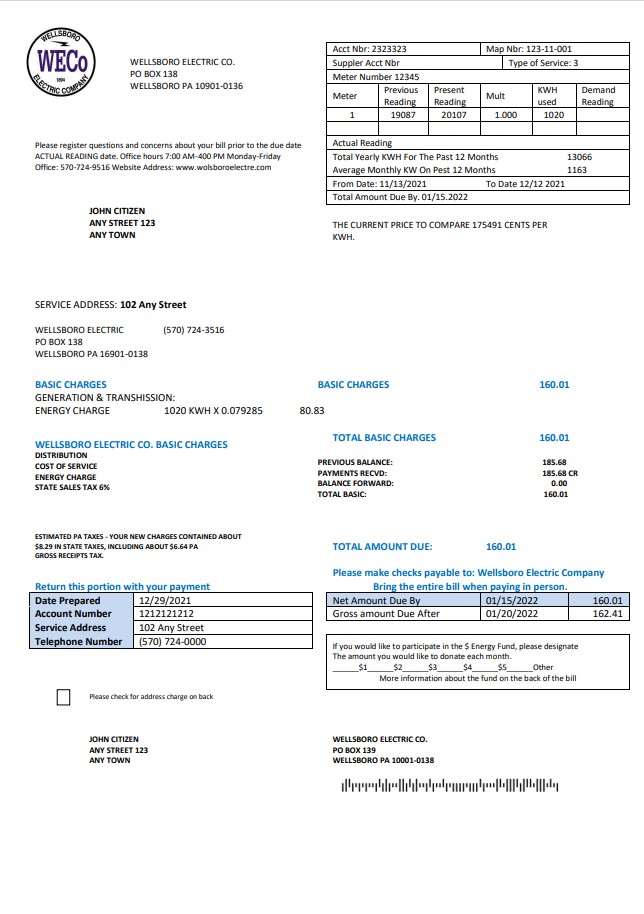 WELLSBORO
WECo
1894
ELECTRIC COMPANY
WELLSBORO ELECTRIC CO.
PO BOX 138
WELLSBORO PA 10901-0136
Acct Nbr: 2323323 Map Nbr: 123-11-001
Suppler Acct Nbr Type of Service: 3
Meter Number 12345
Meter Previous Reading Present Reading Mult KWH used Demand Reading
1 19087 20107 1.000 1020
Actual Reading
Total Yearly KWH For The Past 12 Months 13066
Average Monthly KW On Pest 12 Months 1163
From Date: 11/13/2021 To Date 12/12 2021
Total Amount Due By. 01/15.2022
Please register questions and concerns about your bill prior to the due date
ACTUAL READING date. Office hours 7:00 AM-400 PM Monday-Friday
Office: 570-724-9516 Website Address: www.wolsboroelectre.com
JOHN CITIZEN
ANY STREET 123
ANY TOWN
THE CURRENT PRICE TO COMPARE 175491 CENTS PER
KWH.
SERVICE ADDRESS: 102 Any Street
WELLSBORO ELECTRIC (570) 724-3516
PO BOX 138
WELLSBORO PA 16901-0138
BASIC CHARGES BASIC CHARGES 160.01
GENERATION & TRANSHISSION:
ENERGY CHARGE 1020 KWH X 0.079285 80.83
WELLSBORO ELECTRIC CO. BASIC CHARGES
DISTRIBUTION
COST OF SERVICE
ENERGY CHARGE
STATE SALES TAX 6%
TOTAL BASIC CHARGES 160.01
PREVIOUS BALANCE: 185.68
PAYMENTS RECVD: 185.68 CR
BALANCE FORWARD: 0.00
TOTAL BASIC: 160.01
ESTIMATED PA TAXES - YOUR NEW CHARGES CONTAINED ABOUT
$8.29 IN STATE TAXES, INCLUDING ABOUT $6.64 PA
GROSS RECEIPTS TAX.
TOTAL AMOUNT DUE: 160.01
Please make checks payable to: Wellsboro Electric Company
Bring the entire bill when paying in person.
Return this portion with your payment
Date Prepared 12/29/2021
Account Number 1212121212
Service Address 102 Any Street
Telephone Number (570) 724-0000
Net Amount Due By 01/15/2022 160.01
Gross amount Due After 01/20/2022 162.41
If you would like to participate in the $ Energy Fund, please designate
The amount you would like to donate each month.
______$1______$2______$3______$4______$5______Other
More information about the fund on the back of the bill
Please check for address charge on back
JOHN CITIZEN
ANY STREET 123
ANY TOWN
WELLSBORO ELECTRIC CO.
PO BOX 139
WELLSBORO PA 10001-0138